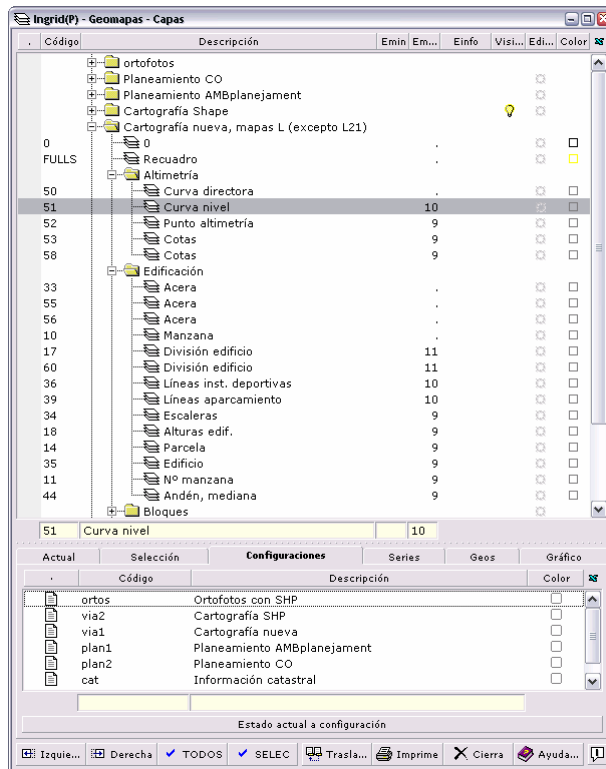 Ingrid(P) - Geomapas - Capas
. Código Descripción Emin Em... Einfo Visi... Edi... Color
ortofotos
Planeamiento CO
Planeamiento AMBplanejament
Cartografía Shape
Cartografía nueva, mapas L (excepto L21)
0 0 .
FULLS Recuadro .
Altimetría
50 Curva directora .
51 Curva nivel 10
52 Punto altimetría 9
53 Cotas 9
58 Cotas 9
Edificación
33 Acera .
55 Acera .
56 Acera .
10 Manzana .
17 División edificio 11
60 División edificio 11
36 Líneas inst. deportivas 10
39 Líneas aparcamiento 10
34 Escaleras 9
18 Alturas edif. 9
14 Parcela 9
35 Edificio 9
11 Nº manzana 9
44 Andén, mediana 9
Bloques
51 Curva nivel 10
Actual Selección Configuraciones Series Geos Gráfico
. Código Descripción Color
ortos Ortofotos con SHP
via2 Cartografía SHP
via1 Cartografía nueva
plan1 Planeamiento AMBplanejament
plan2 Planeamiento CO
cat Información catastral
Estado actual a configuración
Izquie... Derecha TODOS SELEC Trasla... Imprime Cierra Ayuda...